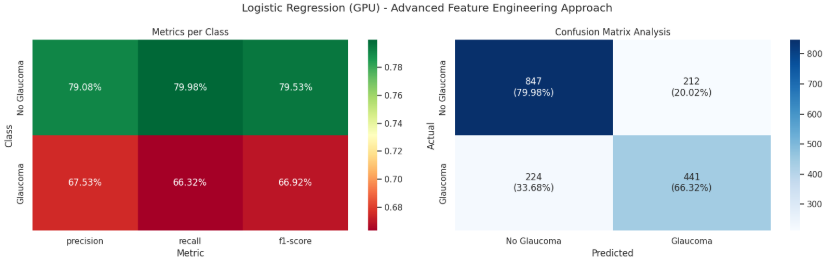 Logistic Regression (GPU) - Advanced Feature Engineering Approach
Metrics per Class
No Glaucoma
Glaucoma
Class
79.08%
79.98%
79.53%
67.53%
66.32%
66.92%
precision
recall
f1-score
Metric
0.78
0.76
0.74
0.72
0.70
0.68
Confusion Matrix Analysis
No Glaucoma
Glaucoma
Actual
847
(79.98%)
212
(20.02%)
224
(33.68%)
441
(66.32%)
No Glaucoma
Glaucoma
Predicted
800
700
600
500
400
300